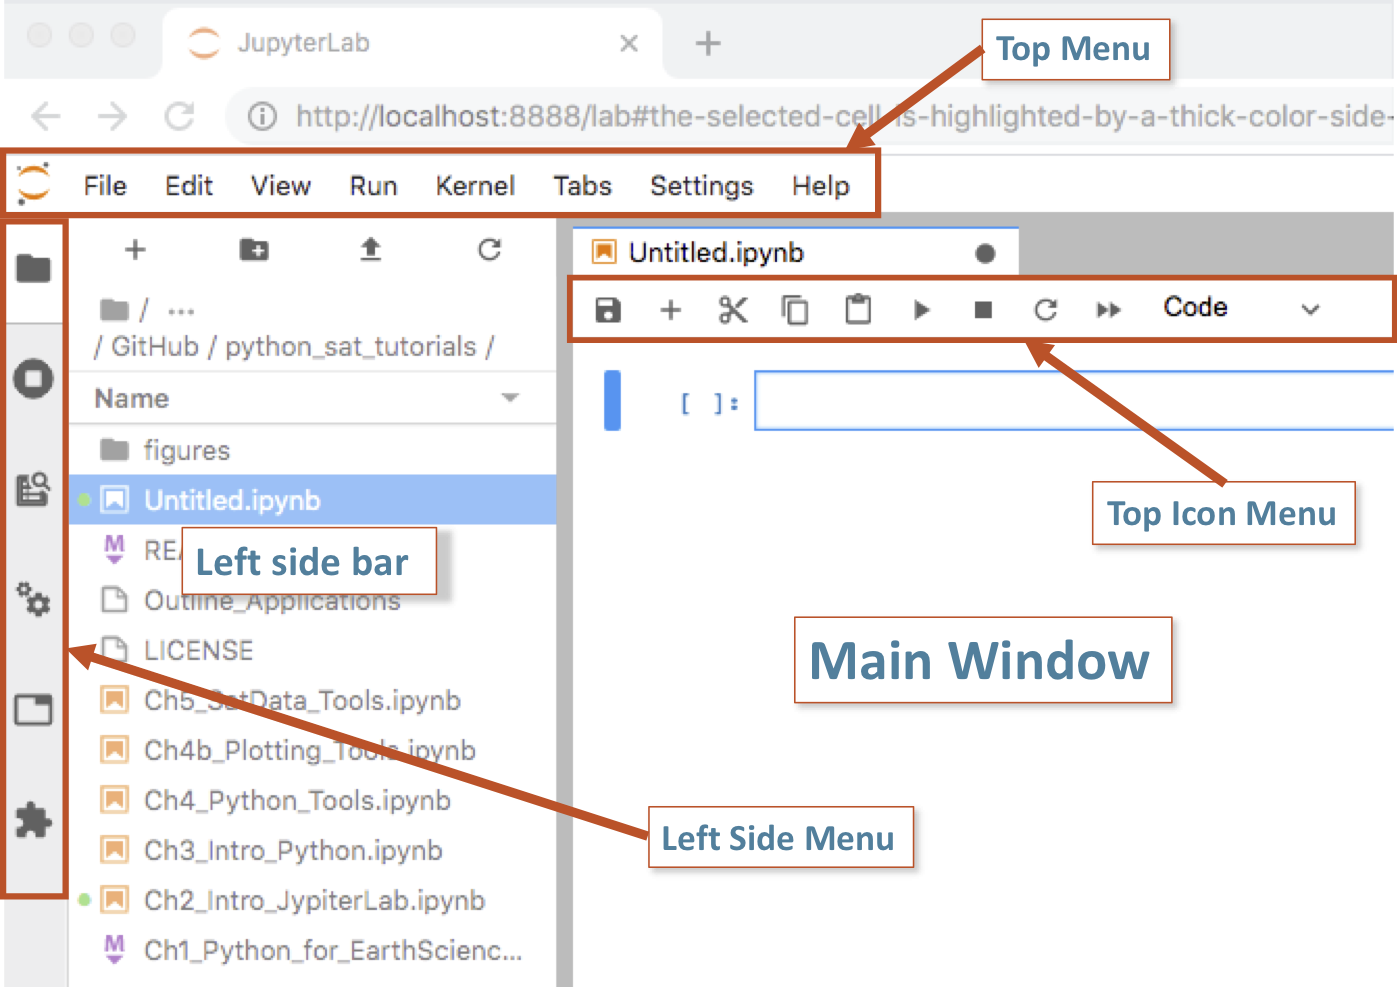 JupyterLab
Top Menu
http://localhost:8888/lab#the-selected-cell-is-highlighted-by-a-thick-color-side-
File Edit View Run Kernel Tabs Settings Help
Untitled.ipynb
/ ...
/ GitHub / python_sat_tutorials /
Code
Name
[ ]:
figures
Untitled.ipynb
Top Icon Menu
Left side bar
Outline_Applications
LICENSE
Main Window
Ch5_SatData_Tools.ipynb
Ch4b_Plotting_Tools.ipynb
Ch4_Python_Tools.ipynb
Left Side Menu
Ch3_Intro_Python.ipynb
Ch2_Intro_JypiterLab.ipynb
Ch1_Python_for_EarthScienc...